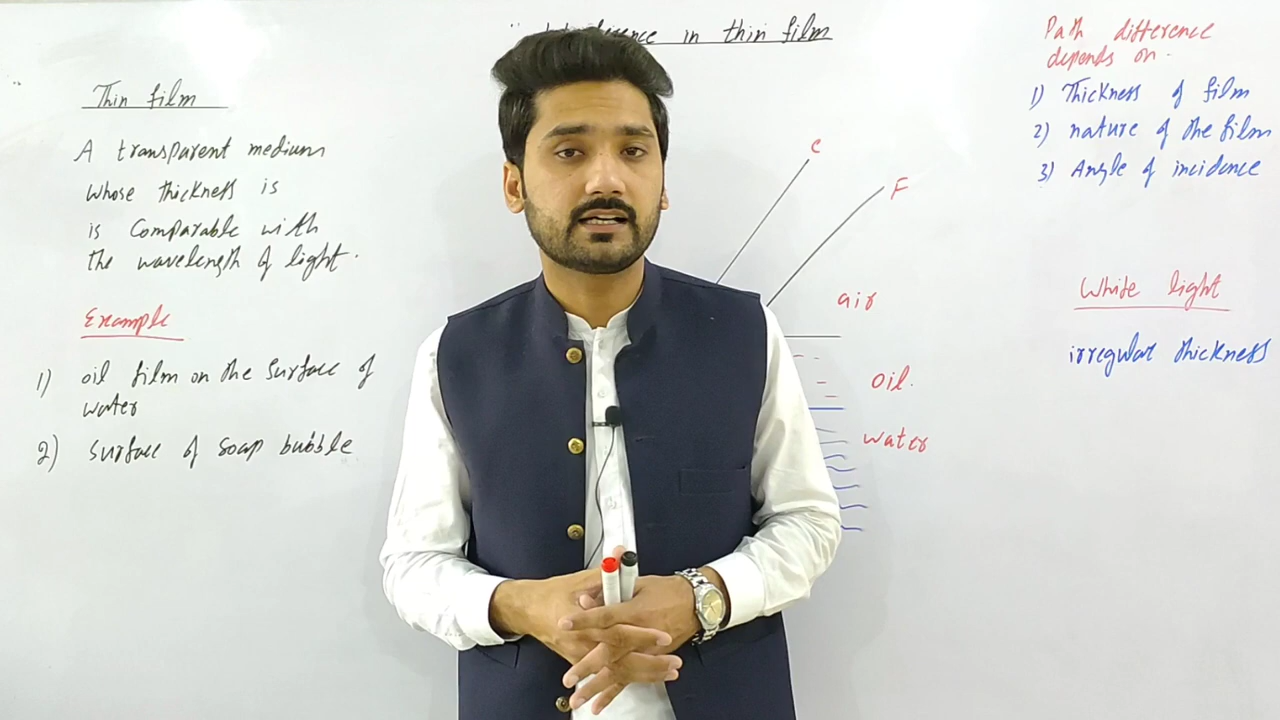 in thin film
Thin film
A transparent medium
whose thickness is
is comparable with
the wavelength of light.
Example
1) oil film on the surface of
water
2) surface of soap bubble
C
F
air
oil.
water
Path difference
depends on.
1) Thickness of film
2) nature of the film
3) Angle of incidence
White light
irregular thickness